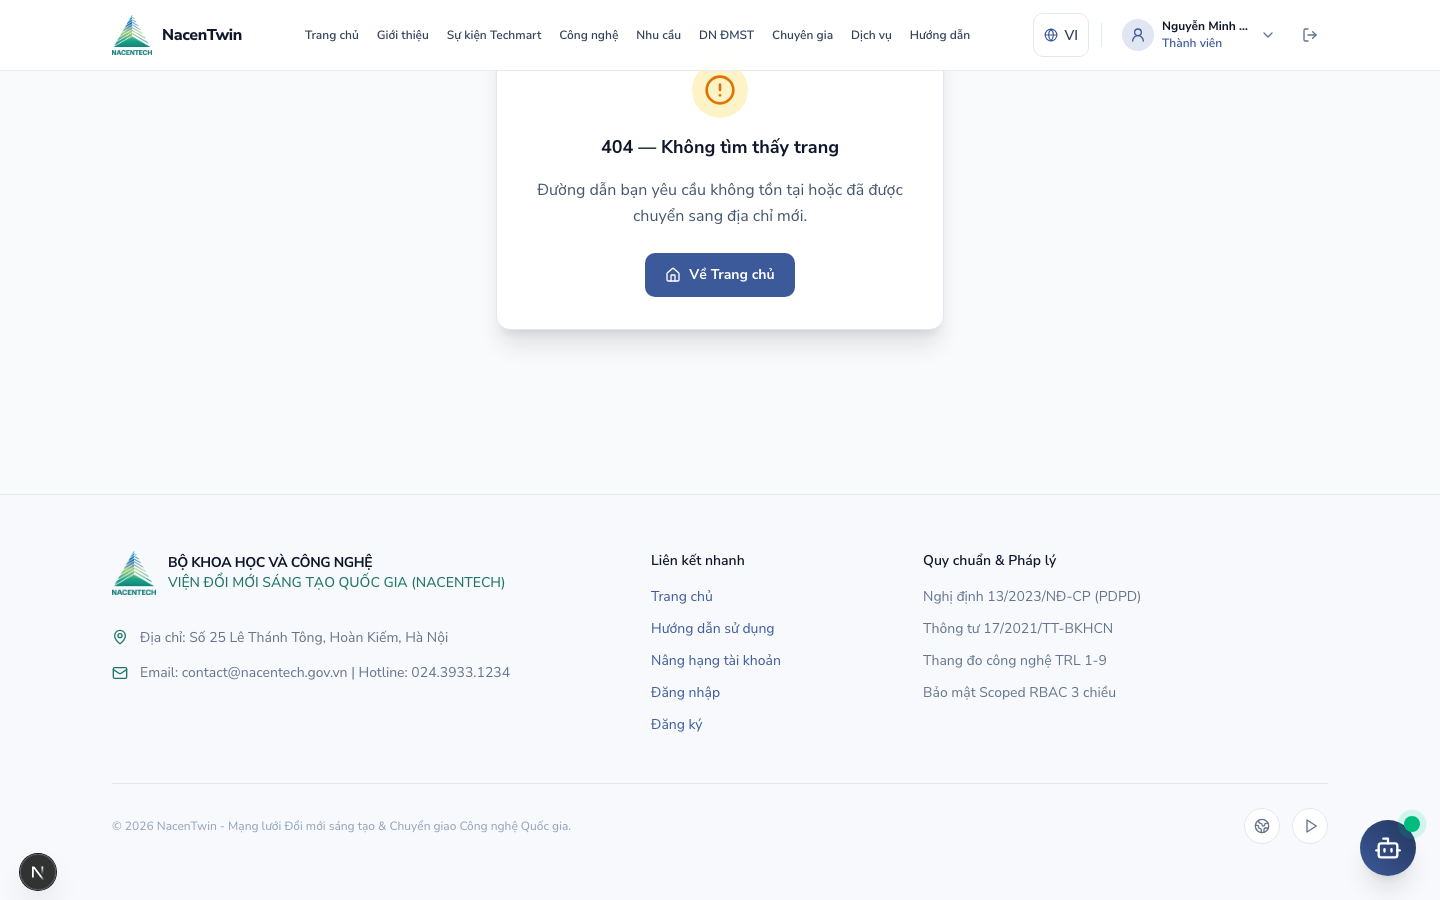 NACENTECH
NacenTwin
Trang chủ
Giới thiệu
Sự kiện Techmart
Công nghệ
Nhu cầu
DN ĐMST
Chuyên gia
Dịch vụ
Hướng dẫn
VI
Nguyễn Minh ...
Thành viên
404 — Không tìm thấy trang
Đường dẫn bạn yêu cầu không tồn tại hoặc đã được
chuyển sang địa chỉ mới.
Về Trang chủ
NACENTECH
BỘ KHOA HỌC VÀ CÔNG NGHỆ
VIỆN ĐỔI MỚI SÁNG TẠO QUỐC GIA (NACENTECH)
Địa chỉ: Số 25 Lê Thánh Tông, Hoàn Kiếm, Hà Nội
Email: contact@nacentech.gov.vn | Hotline: 024.3933.1234
Liên kết nhanh
Trang chủ
Hướng dẫn sử dụng
Nâng hạng tài khoản
Đăng nhập
Đăng ký
Quy chuẩn & Pháp lý
Nghị định 13/2023/NĐ-CP (PDPD)
Thông tư 17/2021/TT-BKHCN
Thang đo công nghệ TRL 1-9
Bảo mật Scoped RBAC 3 chiều
© 2026 NacenTwin - Mạng lưới Đổi mới sáng tạo & Chuyển giao Công nghệ Quốc gia.
N